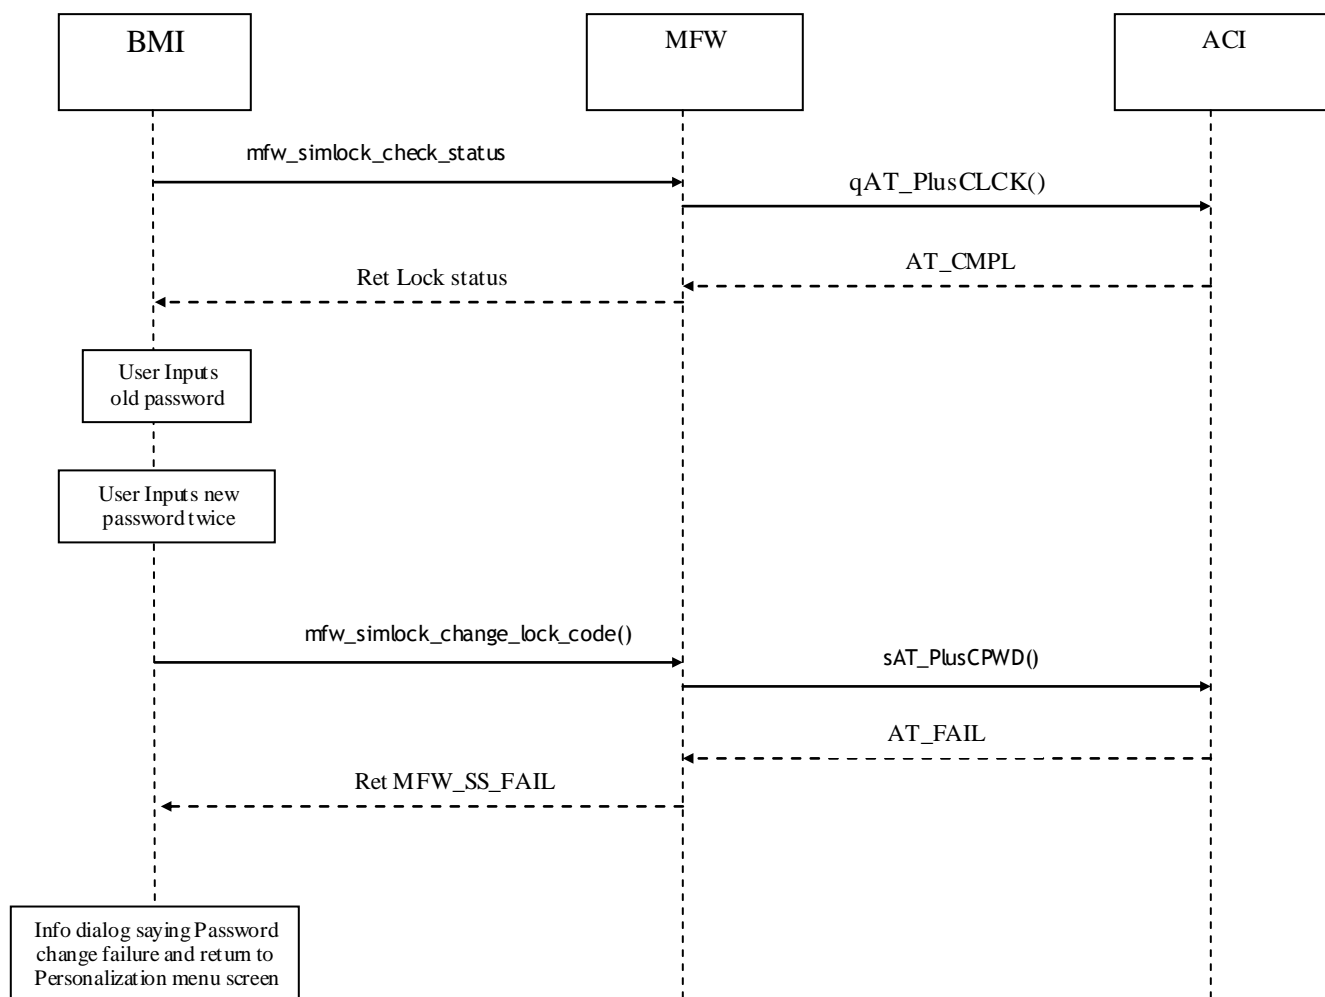 BMI
MFW
ACI
mfw_simlock_check_status
qAT_PlusCLCK()
AT_CMPL
Ret Lock status
User Inputs
old password
User Inputs new
password twice
mfw_simlock_change_lock_code()
sAT_PlusCPWD()
AT_FAIL
Ret MFW_SS_FAIL
Info dialog saying Password
change failure and return to
Personalization menu screen